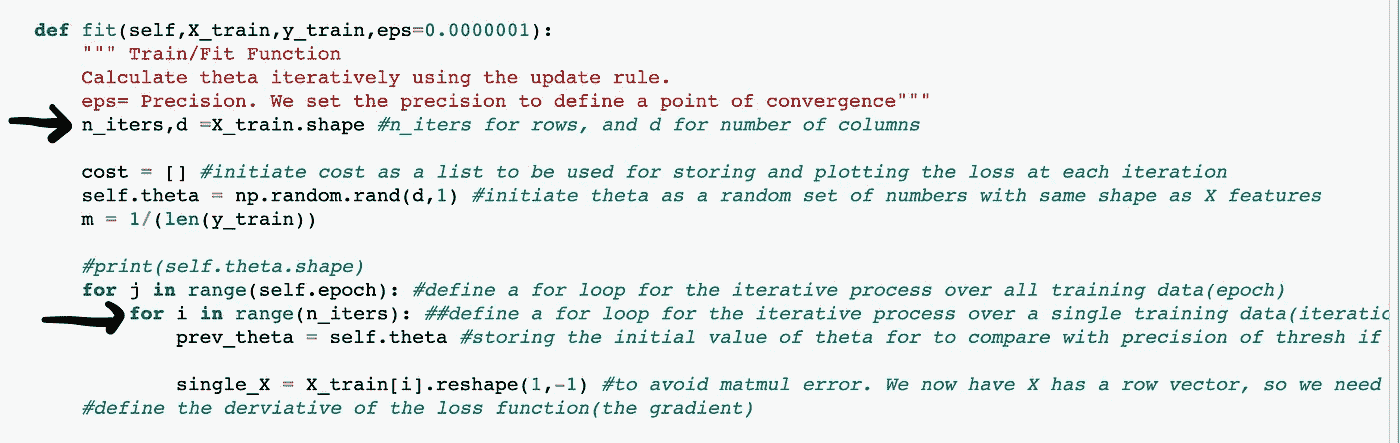 def fit(self,X_train,y_train,eps=0.0000001):
""" Train/Fit Function
Calculate theta iteratively using the update rule.
eps= Precision. We set the precision to define a point of convergence"""
n_iters,d =X_train.shape #n_iters for rows, and d for number of columns
cost = [] #initiate cost as a list to be used for storing and plotting the loss at each iteration
self.theta = np.random.rand(d,1) #initiate theta as a random set of numbers with same shape as X features
m = 1/(len(y_train))
#print(self.theta.shape)
for j in range(self.epoch): #define a for loop for the iterative process over all training data(epoch)
for i in range(n_iters): ##define a for loop for the iterative process over a single training data(iteratio
prev_theta = self.theta #storing the initial value of theta for to compare with precision of thresh if
single_X = X_train[i].reshape(1,-1) #to avoid matmul error. We now have X has a row vector, so we need
#define the derviative of the loss function(the gradient)